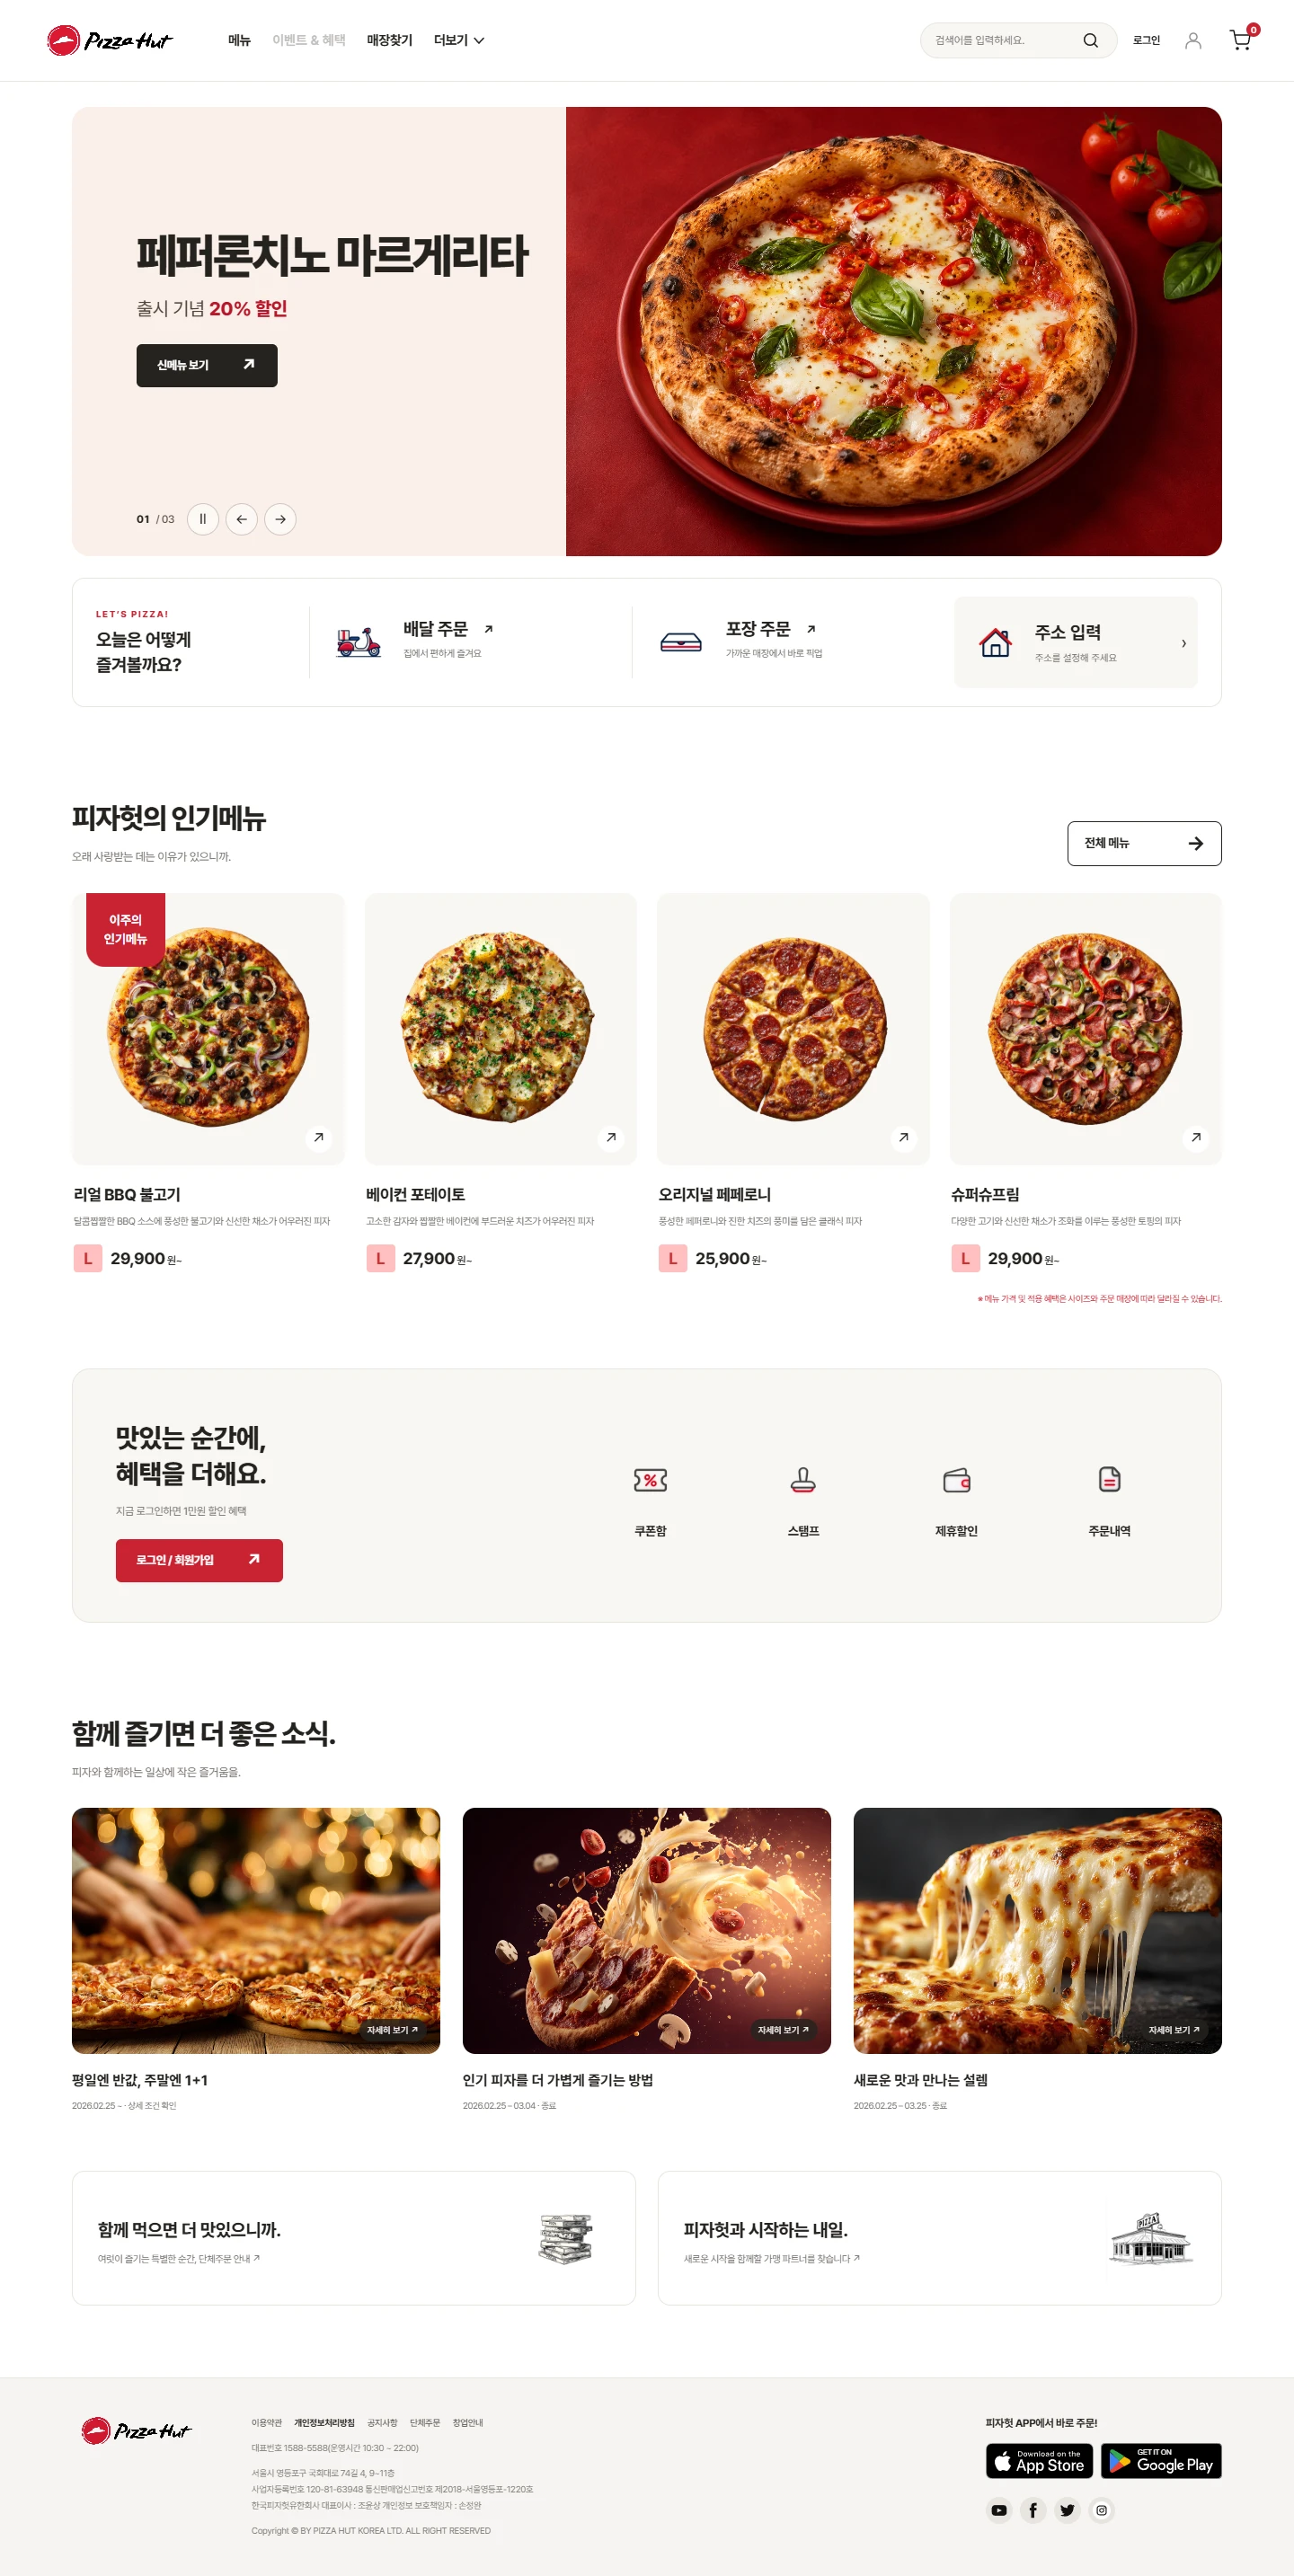 Pizza Hut
메뉴
이벤트 & 혜택
매장찾기
더보기
검색어를 입력하세요.
로그인
0
페퍼론치노 마르게리타
출시 기념 20% 할인
신메뉴 보기
01 / 03
LET'S PIZZA!
오늘은 어떻게
즐겨볼까요?
배달 주문
집에서 편하게 즐겨요
포장 주문
가까운 매장에서 바로 픽업
주소 입력
주소를 설정해 주세요
피자헛의 인기메뉴
오래 사랑받는 데는 이유가 있으니까.
전체 메뉴
이주의
인기메뉴
리얼 BBQ 불고기
달콤짭짤한 BBQ 소스에 풍성한 불고기와 신선한 채소가 어우러진 피자
L 29,900 원~
베이컨 포테이토
고소한 감자와 짭짤한 베이컨에 부드러운 치즈가 어우러진 피자
L 27,900 원~
오리지널 페페로니
풍성한 페퍼로니와 진한 치즈의 풍미를 담은 클래식 피자
L 25,900 원~
슈퍼슈프림
다양한 고기와 신선한 채소가 조화를 이루는 풍성한 토핑의 피자
L 29,900 원~
※ 메뉴 가격 및 적용 혜택은 사이즈와 주문 매장에 따라 달라질 수 있습니다.
맛있는 순간에,
혜택을 더해요.
지금 로그인하면 1만원 할인 혜택
로그인 / 회원가입
쿠폰함
스탬프
제휴할인
주문내역
함께 즐기면 더 좋은 소식.
피자와 함께하는 일상에 작은 즐거움을.
자세히 보기
자세히 보기
자세히 보기
평일엔 반값, 주말엔 1+1
2026.02.25 ~ · 상세 조건 확인
인기 피자를 더 가볍게 즐기는 방법
2026.02.25 – 03.04 · 종료
새로운 맛과 만나는 설렘
2026.02.25 – 03.25 · 종료
함께 먹으면 더 맛있으니까.
여럿이 즐기는 특별한 순간, 단체주문 안내
피자헛과 시작하는 내일.
새로운 시작을 함께할 가맹 파트너를 찾습니다
PIZZA!
Pizza Hut
이용약관
개인정보처리방침
공지사항
단체주문
창업안내
대표번호 1588-5588(운영시간 10:30 ~ 22:00)
서울시 영등포구 국회대로 74길 4, 9~11층
사업자등록번호 120-81-63948 통신판매업신고번호 제2018-서울영등포-1220호
한국피자헛유한회사 대표이사 : 조윤상 개인정보 보호책임자 : 손정완
Copyright © BY PIZZA HUT KOREA LTD. ALL RIGHT RESERVED
피자헛 APP에서 바로 주문!
Download on the
App Store
GET IT ON
Google Play